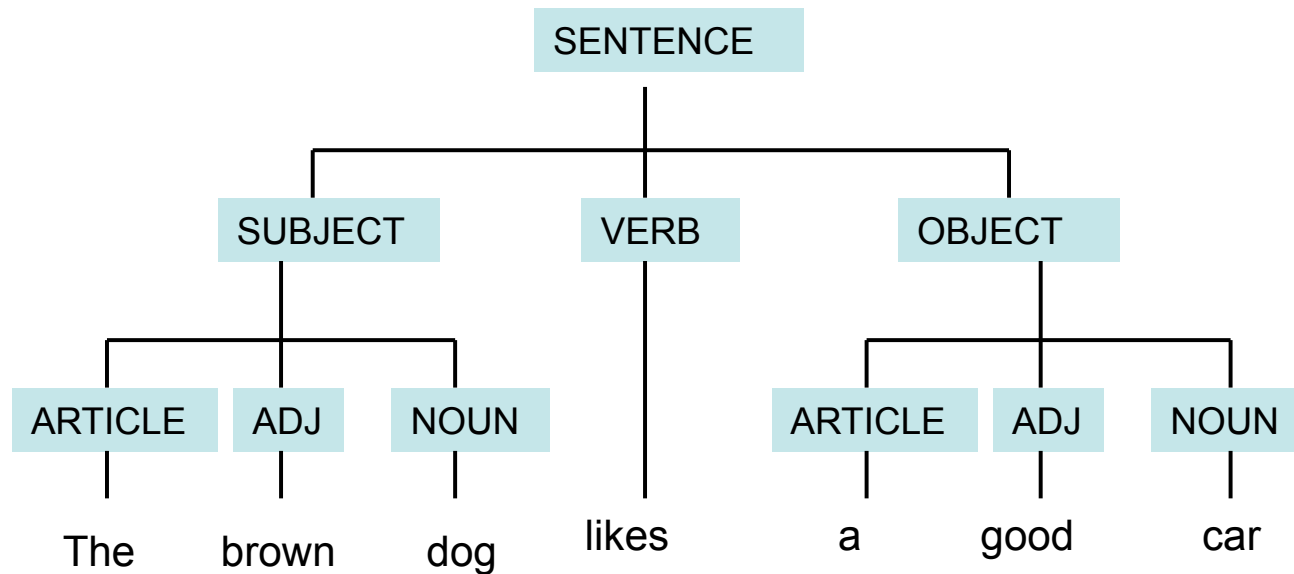 SENTENCE
SUBJECT VERB OBJECT
ARTICLE ADJ NOUN ARTICLE ADJ NOUN
The brown dog likes a good car